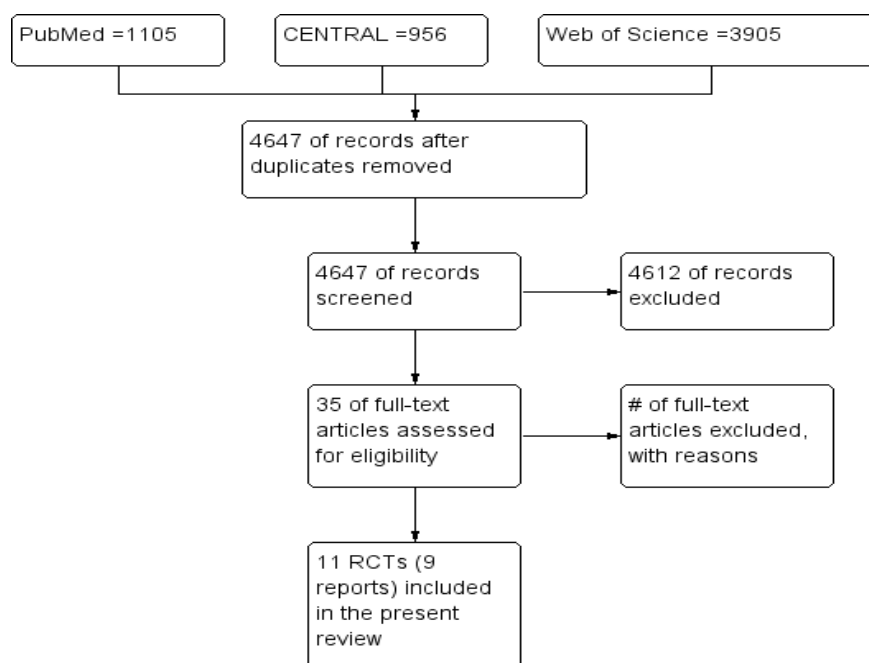 PubMed =1105
CENTRAL =956
Web of Science =3905
4647 of records after
duplicates removed
4647 of records
screened
4612 of records
excluded
35 of full-text
articles assessed
for eligibility
# of full-text
articles excluded,
with reasons
11 RCTs (9
reports) included
in the present
review